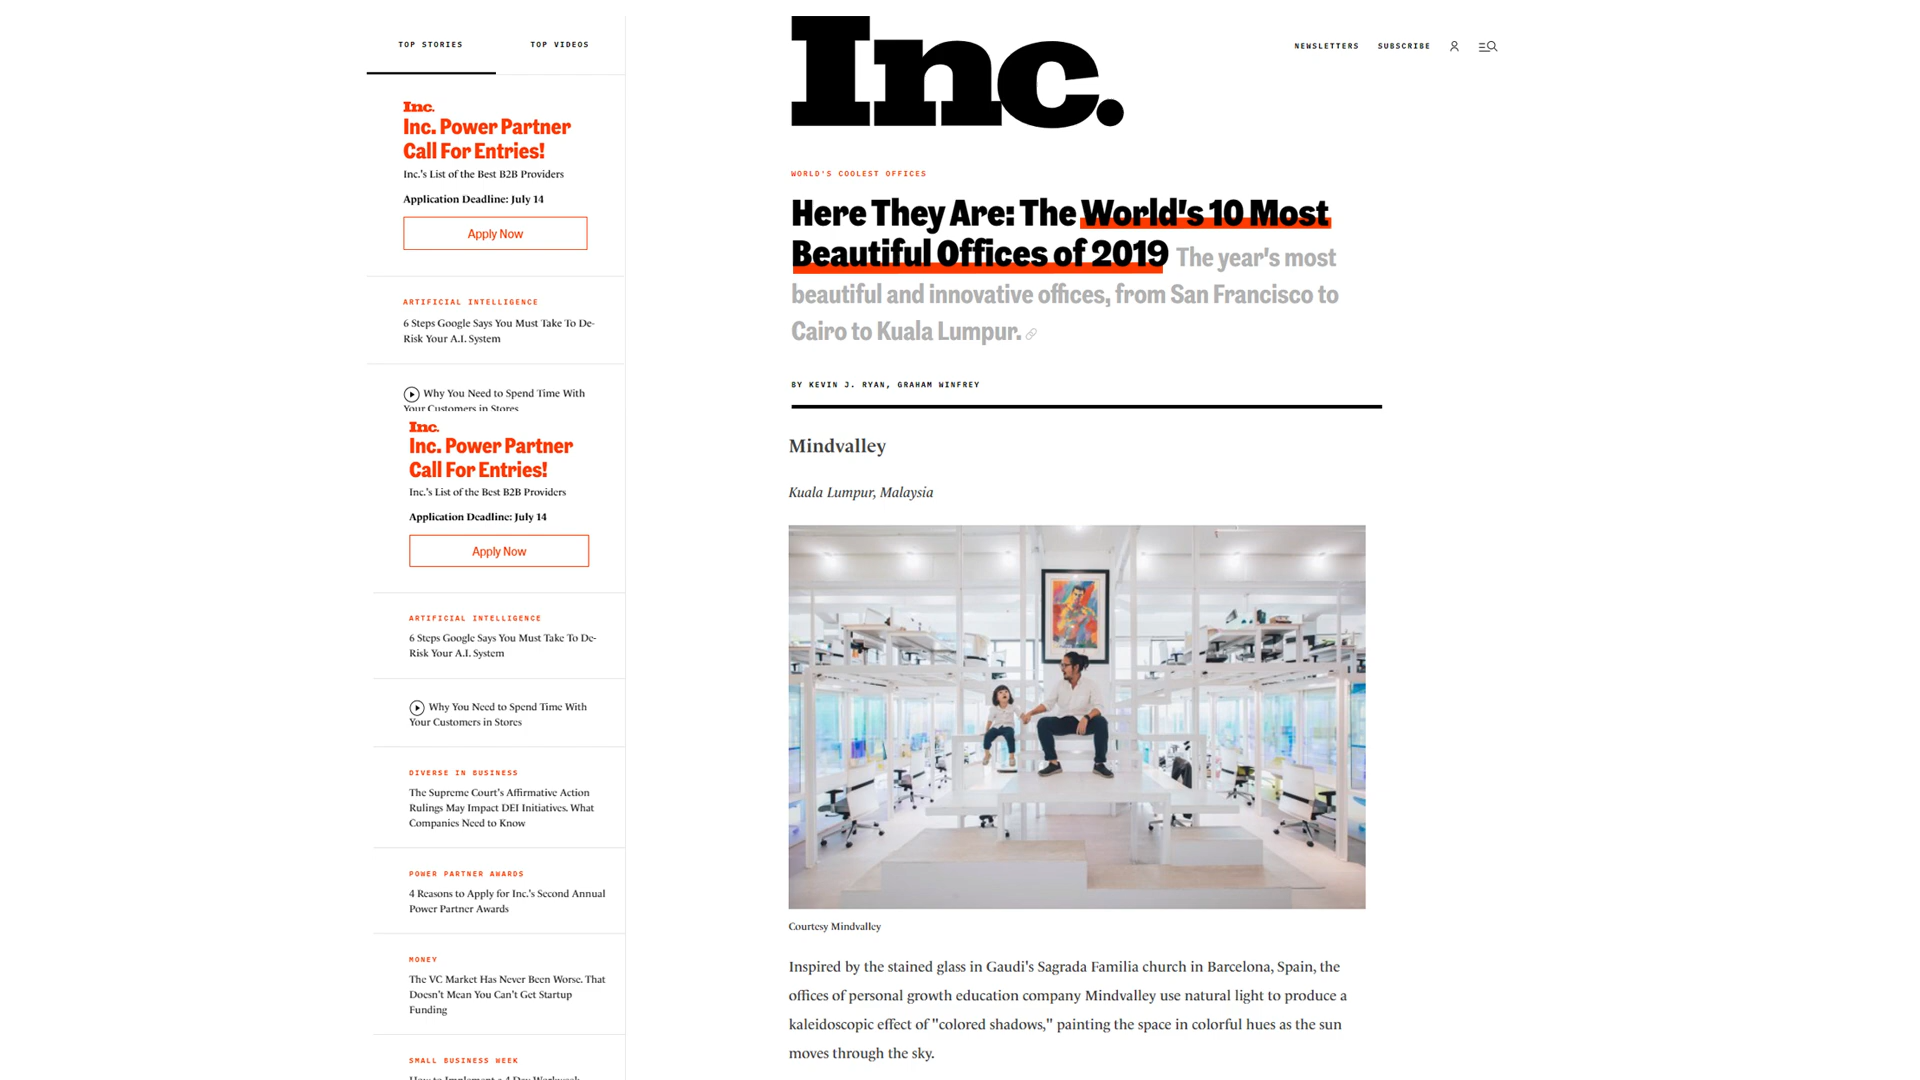 TOP STORIES
TOP VIDEOS
Inc.
Inc. Power Partner
Call For Entries!
Inc.'s List of the Best B2B Providers
Application Deadline: July 14
Apply Now
ARTIFICIAL INTELLIGENCE
6 Steps Google Says You Must Take To De-
Risk Your A.I. System
Why You Need to Spend Time With
Your Customers in Stores
Inc.
Inc. Power Partner
Call For Entries!
Inc.'s List of the Best B2B Providers
Application Deadline: July 14
Apply Now
ARTIFICIAL INTELLIGENCE
6 Steps Google Says You Must Take To De-
Risk Your A.I. System
Why You Need to Spend Time With
Your Customers in Stores
DIVERSE IN BUSINESS
The Supreme Court's Affirmative Action
Rulings May Impact DEI Initiatives. What
Companies Need to Know
POWER PARTNER AWARDS
4 Reasons to Apply for Inc.'s Second Annual
Power Partner Awards
MONEY
The VC Market Has Never Been Worse. That
Doesn't Mean You Can't Get Startup
Funding
SMALL BUSINESS WEEK
How to Implement a 4 Day Workweek
Inc.
NEWSLETTERS
SUBSCRIBE
WORLD'S COOLEST OFFICES
Here They Are: The World's 10 Most
Beautiful Offices of 2019 The year's most
beautiful and innovative offices, from San Francisco to
Cairo to Kuala Lumpur.
BY KEVIN J. RYAN, GRAHAM WINFREY
Mindvalley
Kuala Lumpur, Malaysia
Courtesy Mindvalley
Inspired by the stained glass in Gaudi's Sagrada Familia church in Barcelona, Spain, the
offices of personal growth education company Mindvalley use natural light to produce a
kaleidoscopic effect of "colored shadows," painting the space in colorful hues as the sun
moves through the sky.